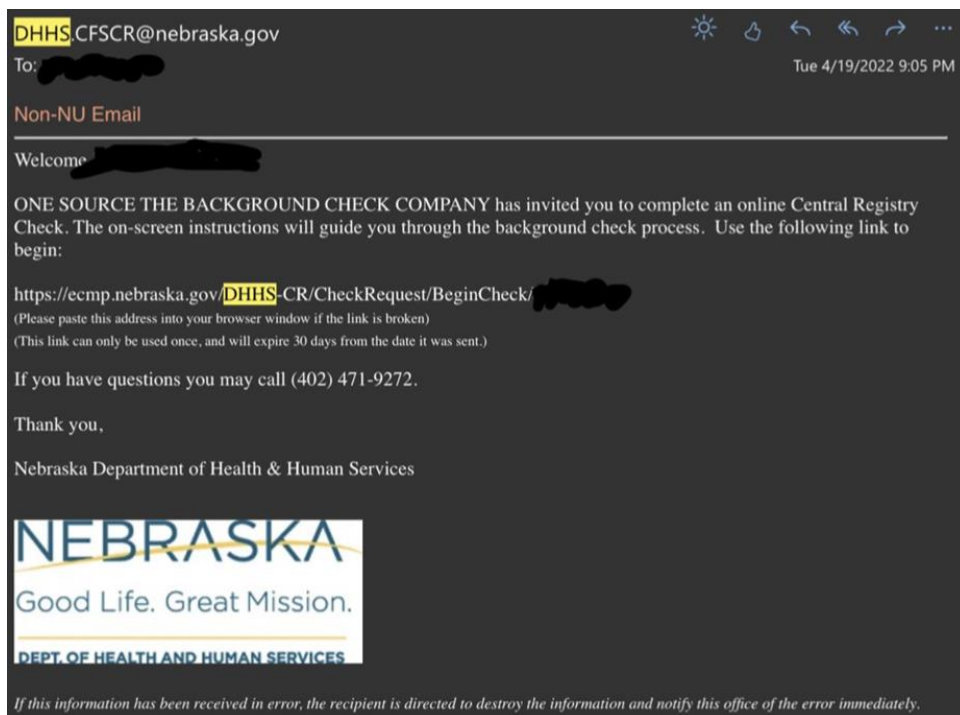 DHHS.CFSCR@nebraska.gov
To:
Tue 4/19/2022 9:05 PM
Non-NU Email
Welcome
ONE SOURCE THE BACKGROUND CHECK COMPANY has invited you to complete an online Central Registry
Check. The on-screen instructions will guide you through the background check process.  Use the following link to
begin:
https://ecmp.nebraska.gov/DHHS-CR/CheckRequest/BeginCheck/
(Please paste this address into your browser window if the link is broken)
(This link can only be used once, and will expire 30 days from the date it was sent.)
If you have questions you may call (402) 471-9272.
Thank you,
Nebraska Department of Health & Human Services
NEBRASKA
Good Life. Great Mission.
DEPT. OF HEALTH AND HUMAN SERVICES
If this information has been received in error, the recipient is directed to destroy the information and notify this office of the error immediately.